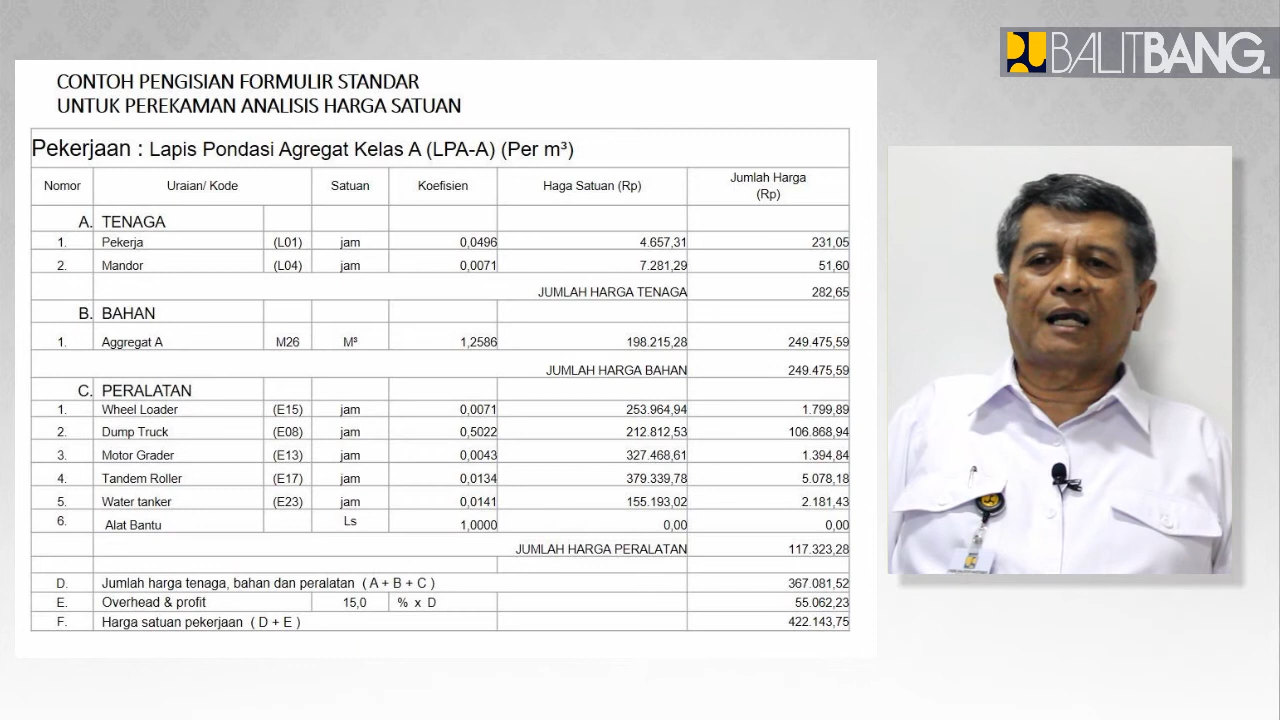 BALITBANG.
CONTOH PENGISIAN FORMULIR STANDAR
UNTUK PEREKAMAN ANALISIS HARGA SATUAN
Pekerjaan : Lapis Pondasi Agregat Kelas A (LPA-A) (Per m³)
Nomor Uraian/ Kode Satuan Koefisien Haga Satuan (Rp) Jumlah Harga (Rp)
A. TENAGA
1. Pekerja (L01) jam 0,0496 4.657,31 231,05
2. Mandor (L04) jam 0,0071 7.281,29 51,60
JUMLAH HARGA TENAGA 282,65
B. BAHAN
1. Aggregat A M26 M³ 1,2586 198.215,28 249.475,59
JUMLAH HARGA BAHAN 249.475,59
C. PERALATAN
1. Wheel Loader (E15) jam 0,0071 253.964,94 1.799,89
2. Dump Truck (E08) jam 0,5022 212.812,53 106.868,94
3. Motor Grader (E13) jam 0,0043 327.468,61 1.394,84
4. Tandem Roller (E17) jam 0,0134 379.339,78 5.078,18
5. Water tanker (E23) jam 0,0141 155.193,02 2.181,43
6. Alat Bantu Ls 1,0000 0,00 0,00
JUMLAH HARGA PERALATAN 117.323,28
D. Jumlah harga tenaga, bahan dan peralatan ( A + B + C ) 367.081,52
E. Overhead & profit 15,0 % x D 55.062,23
F. Harga satuan pekerjaan ( D + E ) 422.143,75